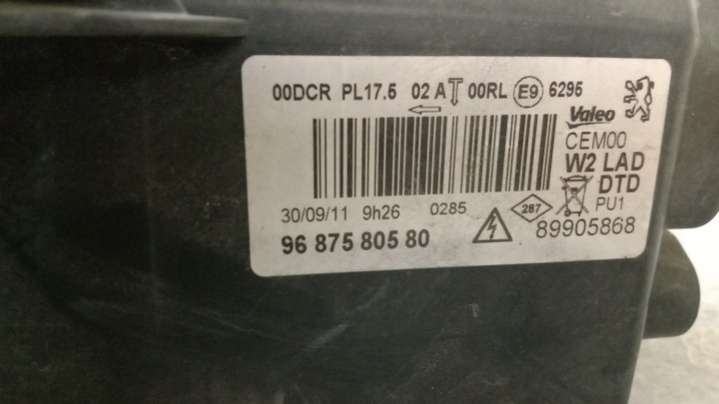 00DCR PL17.5 02 A 00RL E9 6295
Valeo
CEM00
W2 LAD
DTD
PU1
30/09/11 9h26 0285
287
96 875 805 80
89905868